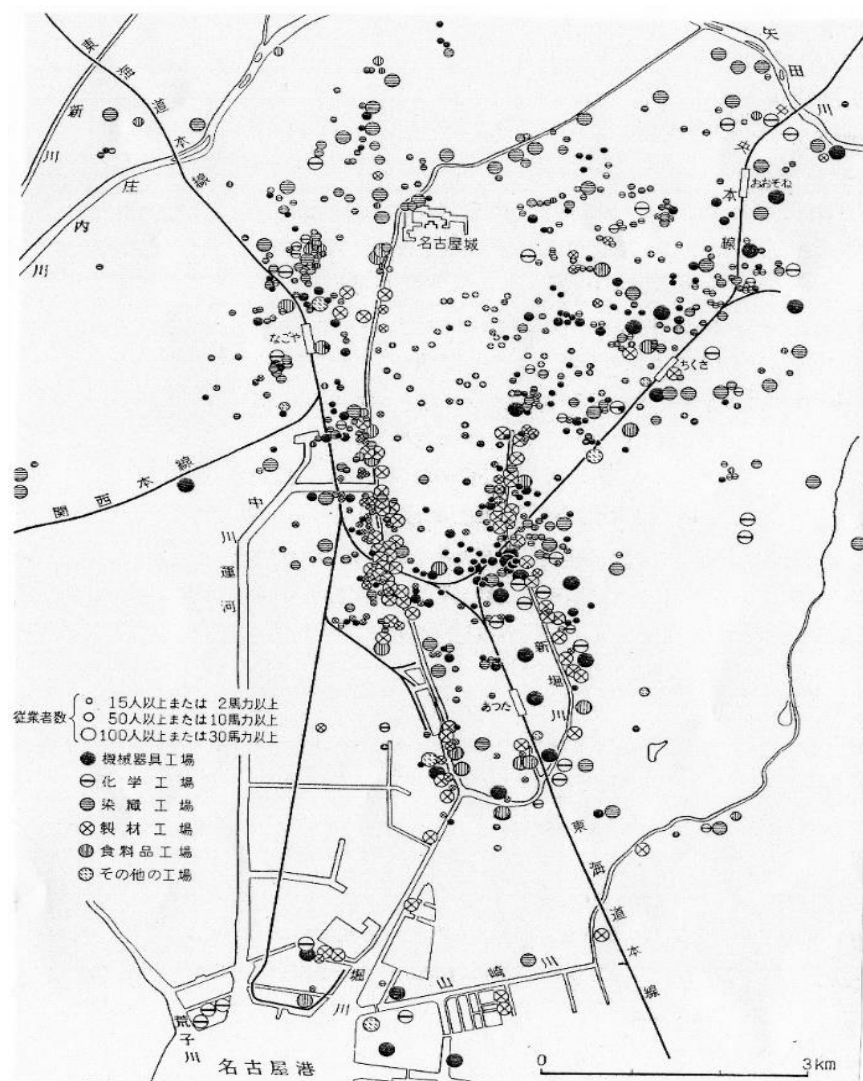 東海道本線
新川
庄内川
矢田川
中央本線
おおそね
名古屋城
なごや
ちくさ
関西本線
中川運河
新堀川
あつた
従業者数
15人以上または 2馬力以上
50人以上または10馬力以上
100人以上または30馬力以上
機械器具工場
化学工場
染織工場
製材工場
食料品工場
その他の工場
東海道本線
堀川
山崎川
荒子川
名古屋港
0
3km